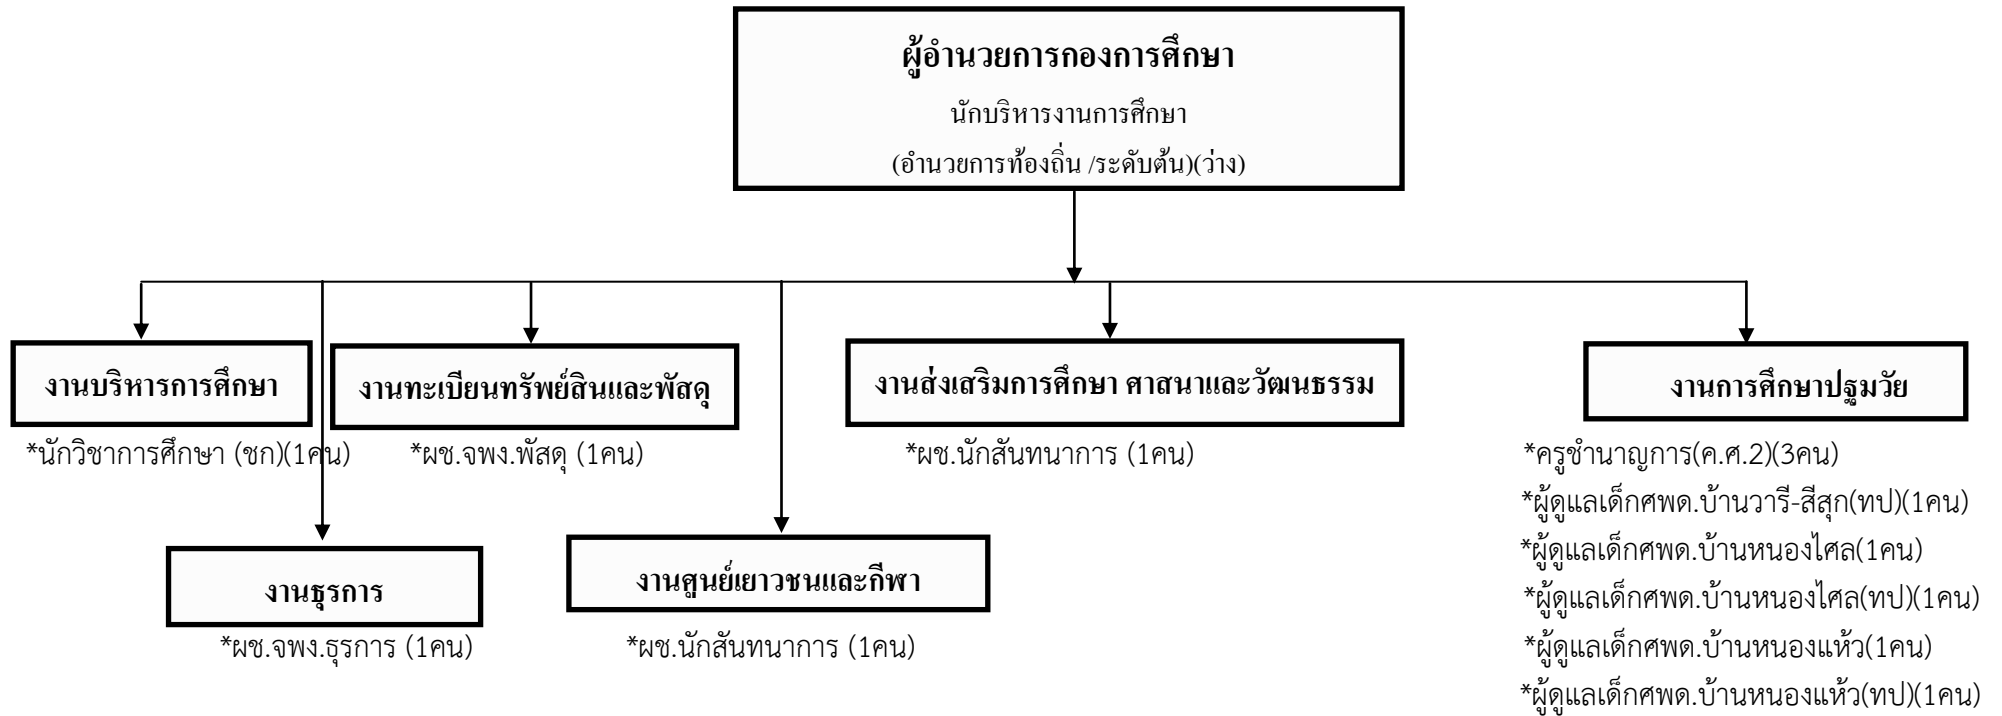 ผู้อำนวยการกองการศึกษา
นักบริหารงานการศึกษา
(อำนวยการท้องถิ่น /ระดับต้น)(ว่าง)
งานบริหารการศึกษา
*นักวิชาการศึกษา (ชก)(1คน)
งานทะเบียนทรัพย์สินและพัสดุ
*ผช.จพง.พัสดุ (1คน)
งานส่งเสริมการศึกษา ศาสนาและวัฒนธรรม
*ผช.นักสันทนาการ (1คน)
งานการศึกษาปฐมวัย
*ครูชำนาญการ(ค.ศ.2)(3คน)
*ผู้ดูแลเด็กศพด.บ้านวารี-สีสุก(ทป)(1คน)
*ผู้ดูแลเด็กศพด.บ้านหนองไศล(1คน)
*ผู้ดูแลเด็กศพด.บ้านหนองไศล(ทป)(1คน)
*ผู้ดูแลเด็กศพด.บ้านหนองแห้ว(1คน)
*ผู้ดูแลเด็กศพด.บ้านหนองแห้ว(ทป)(1คน)
งานธุรการ
*ผช.จพง.ธุรการ (1คน)
งานศูนย์เยาวชนและกีฬา
*ผช.นักสันทนาการ (1คน)